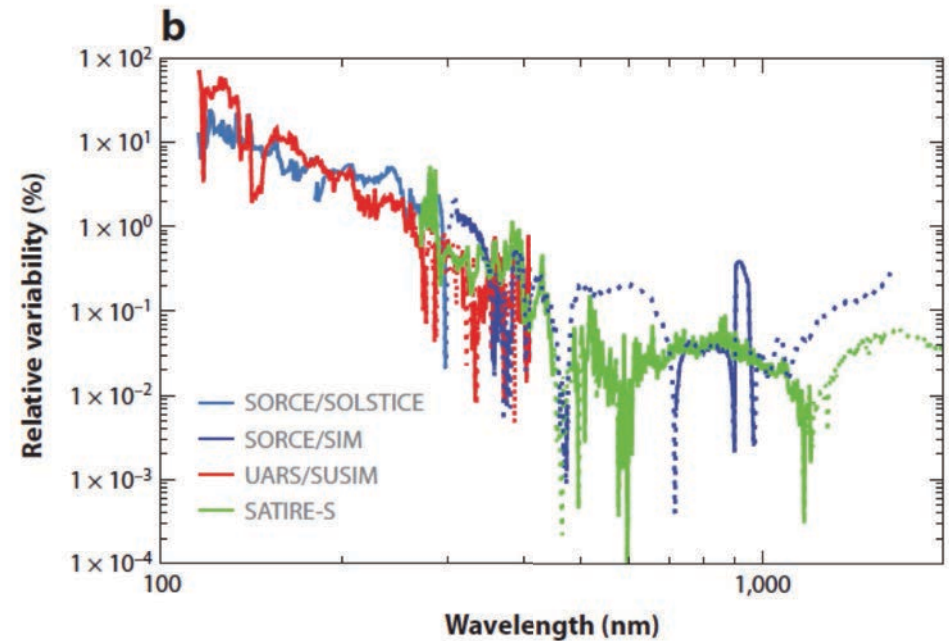 b
1 × 10²
1 × 10¹
1 × 10⁰
1 × 10⁻¹
1 × 10⁻²
1 × 10⁻³
1 × 10⁻⁴
Relative variability (%)
SORCE/SOLSTICE
SORCE/SIM
UARS/SUSIM
SATIRE-S
100
1,000
Wavelength (nm)